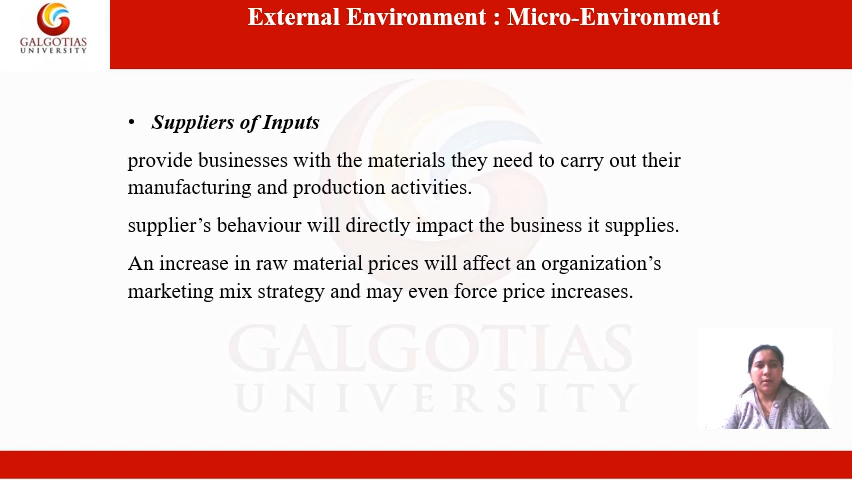 External Environment : Micro-Environment
GALGOTIAS
UNIVERSITY
• Suppliers of Inputs
provide businesses with the materials they need to carry out their
manufacturing and production activities.
supplier’s behaviour will directly impact the business it supplies.
An increase in raw material prices will affect an organization’s
marketing mix strategy and may even force price increases.
GALGOTIAS
UNIVERSITY